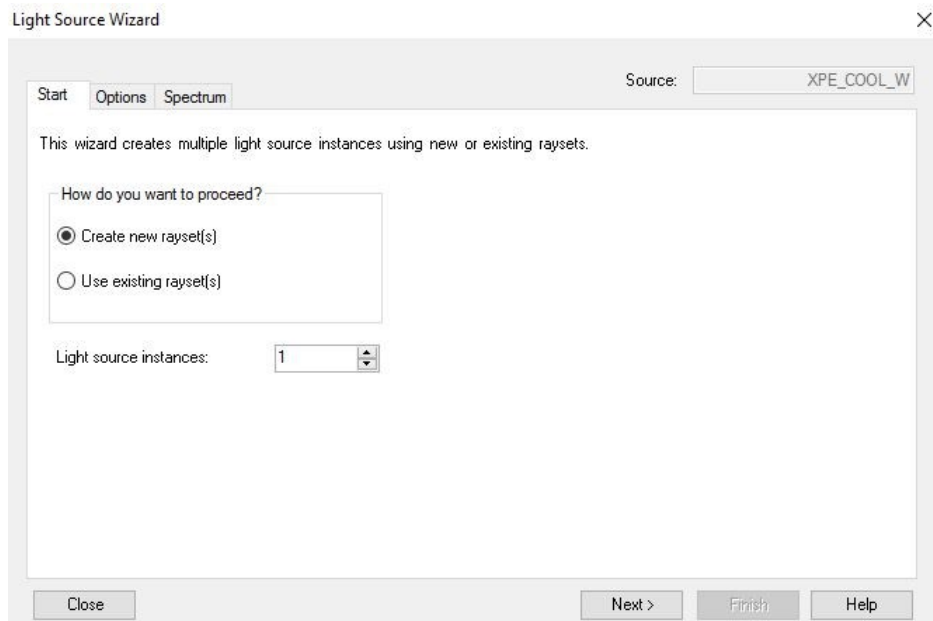 Light Source Wizard
Source: XPE_COOL_W
Start Options Spectrum
This wizard creates multiple light source instances using new or existing raysets.
How do you want to proceed?
Create new rayset(s)
Use existing rayset(s)
Light source instances: 1
Close Next > Finish Help